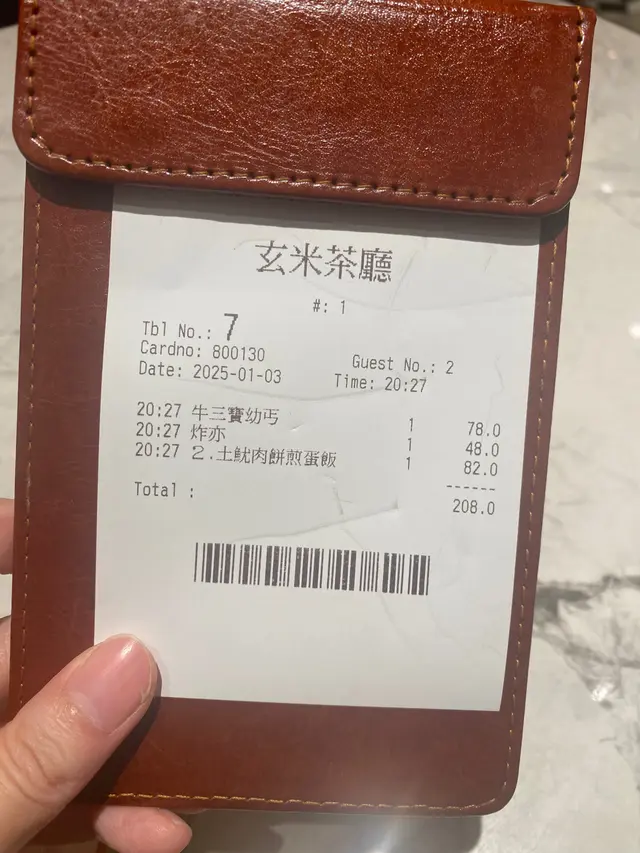 玄米茶廳
#: 1
Tbl No.: 7
Cardno: 800130 Guest No.: 2
Date: 2025-01-03 Time: 20:27
20:27 牛三寶幼丐 1 78.0
20:27 炸亦 1 48.0
20:27 2.土魷肉餅煎蛋飯 1 82.0
------
Total : 208.0